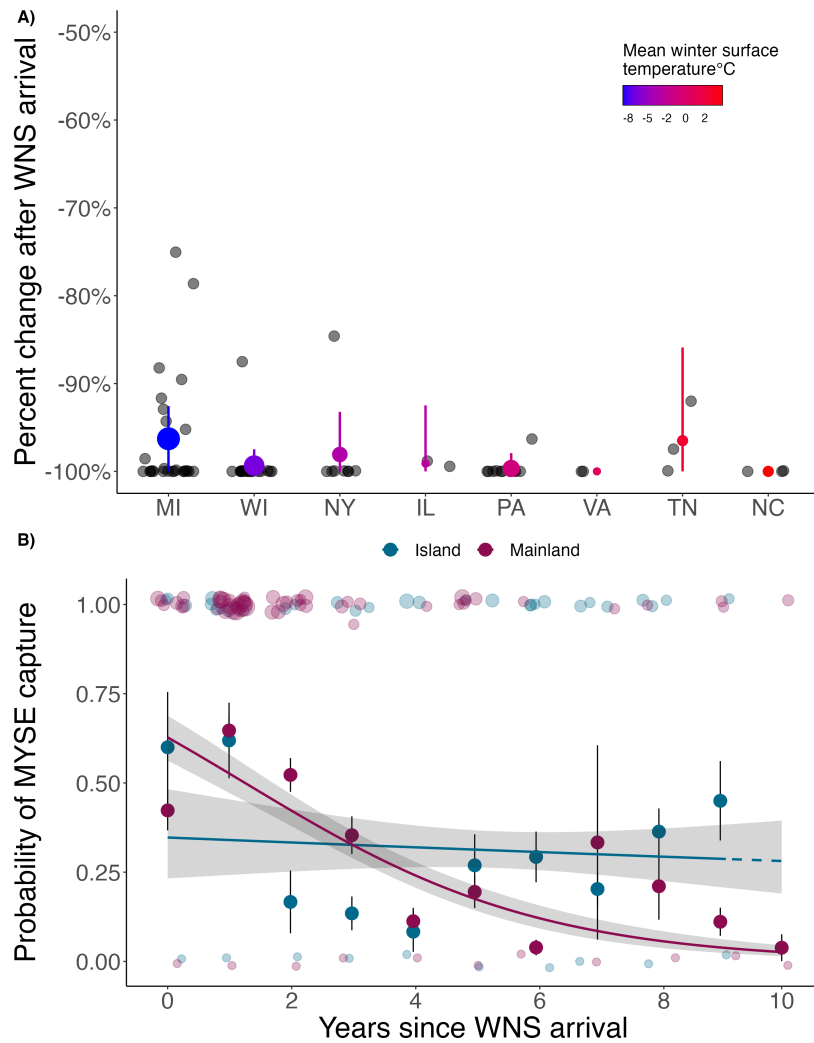 A)
Percent change after WNS arrival
-50%
-60%
-70%
-80%
-90%
-100%
Mean winter surface
temperature°C
-8 -5 -2 0 2
MI WI NY IL PA VA TN NC
B)
Island Mainland
Probability of MYSE capture
1.00
0.75
0.50
0.25
0.00
0 2 4 6 8 10
Years since WNS arrival